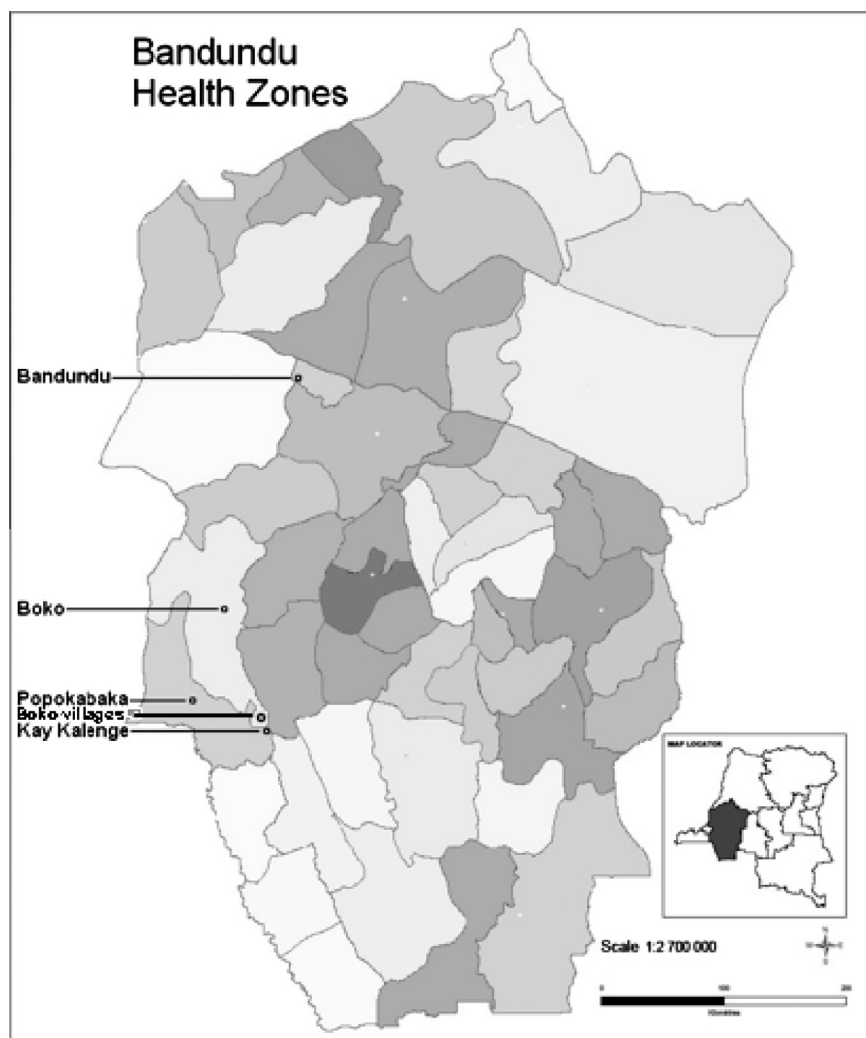 Bandundu
Health Zones
Bandundu
Boko
Popokabaka
Boko villages
Kay Kalenge
MAP LOCATOR
Scale 1:2 700 000
N
W E
S
0 100 200
Kilometres